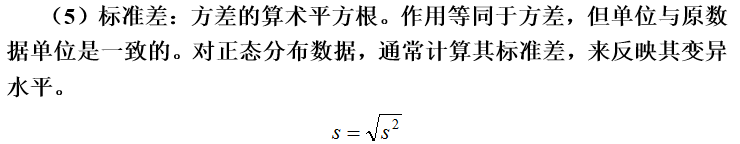 （5）标准差：方差的算术平方根。作用等同于方差，但单位与原数
据单位是一致的。对正态分布数据，通常计算其标准差，来反映其变异
水平。
s = √s²